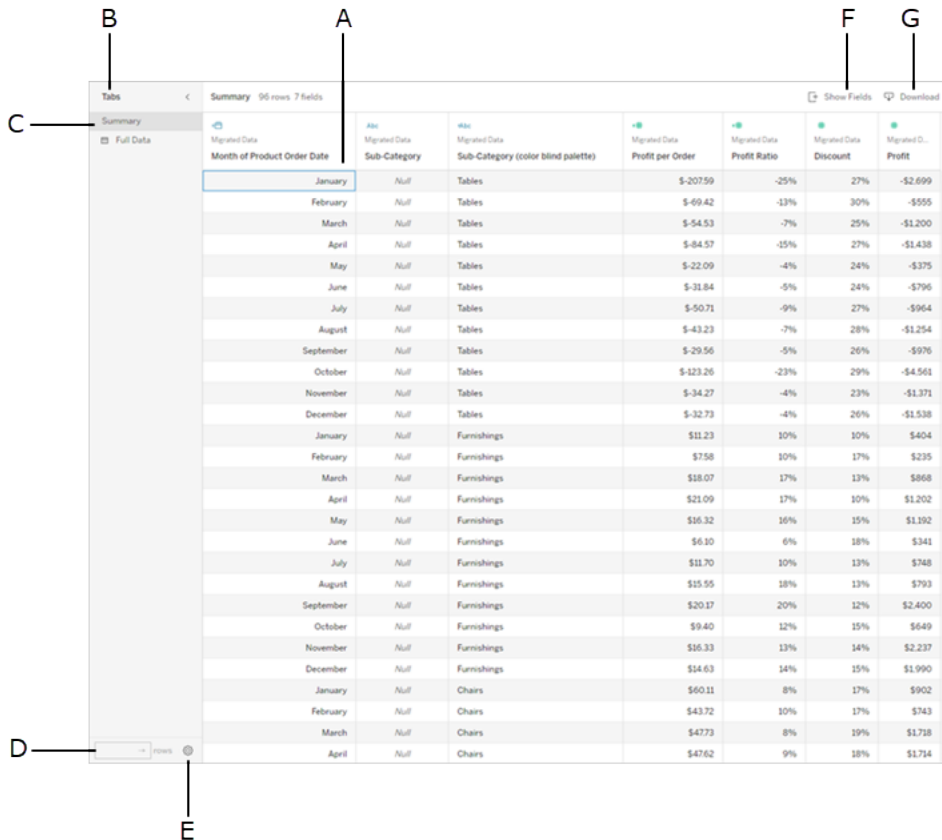 B A F G
Tabs < Summary 96 rows 7 fields Show Fields Download
C Summary
Full Data
Abc =Abc
Migrated Data Migrated Data Migrated Data Migrated Data Migrated Data Migrated Data Migrated D...
Month of Product Order Date Sub-Category Sub-Category (color blind palette) Profit per Order Profit Ratio Discount Profit
January Null Tables $-207.59 -25% 27% -$2,699
February Null Tables $-69.42 -13% 30% -$555
March Null Tables $-54.53 -7% 25% -$1,200
April Null Tables $-84.57 -15% 27% -$1,438
May Null Tables $-22.09 -4% 24% -$375
June Null Tables $-31.84 -5% 24% -$796
July Null Tables $-50.71 -9% 27% -$964
August Null Tables $-43.23 -7% 28% -$1,254
September Null Tables $-29.56 -5% 26% -$976
October Null Tables $-123.26 -23% 29% -$4,561
November Null Tables $-34.27 -4% 23% -$1,371
December Null Tables $-32.73 -4% 26% -$1,538
January Null Furnishings $11.23 10% 10% $404
February Null Furnishings $7.58 10% 17% $235
March Null Furnishings $18.07 17% 13% $868
April Null Furnishings $21.09 17% 10% $1,202
May Null Furnishings $16.32 16% 15% $1,192
June Null Furnishings $6.10 6% 18% $341
July Null Furnishings $11.70 10% 13% $748
August Null Furnishings $15.55 18% 13% $793
September Null Furnishings $20.17 20% 12% $2,400
October Null Furnishings $9.40 12% 15% $649
November Null Furnishings $16.33 13% 14% $2,237
December Null Furnishings $14.63 14% 15% $1,990
January Null Chairs $60.11 8% 17% $902
February Null Chairs $43.72 10% 17% $743
March Null Chairs $47.73 8% 19% $1,718
D → rows April Null Chairs $47.62 9% 18% $1,714
E